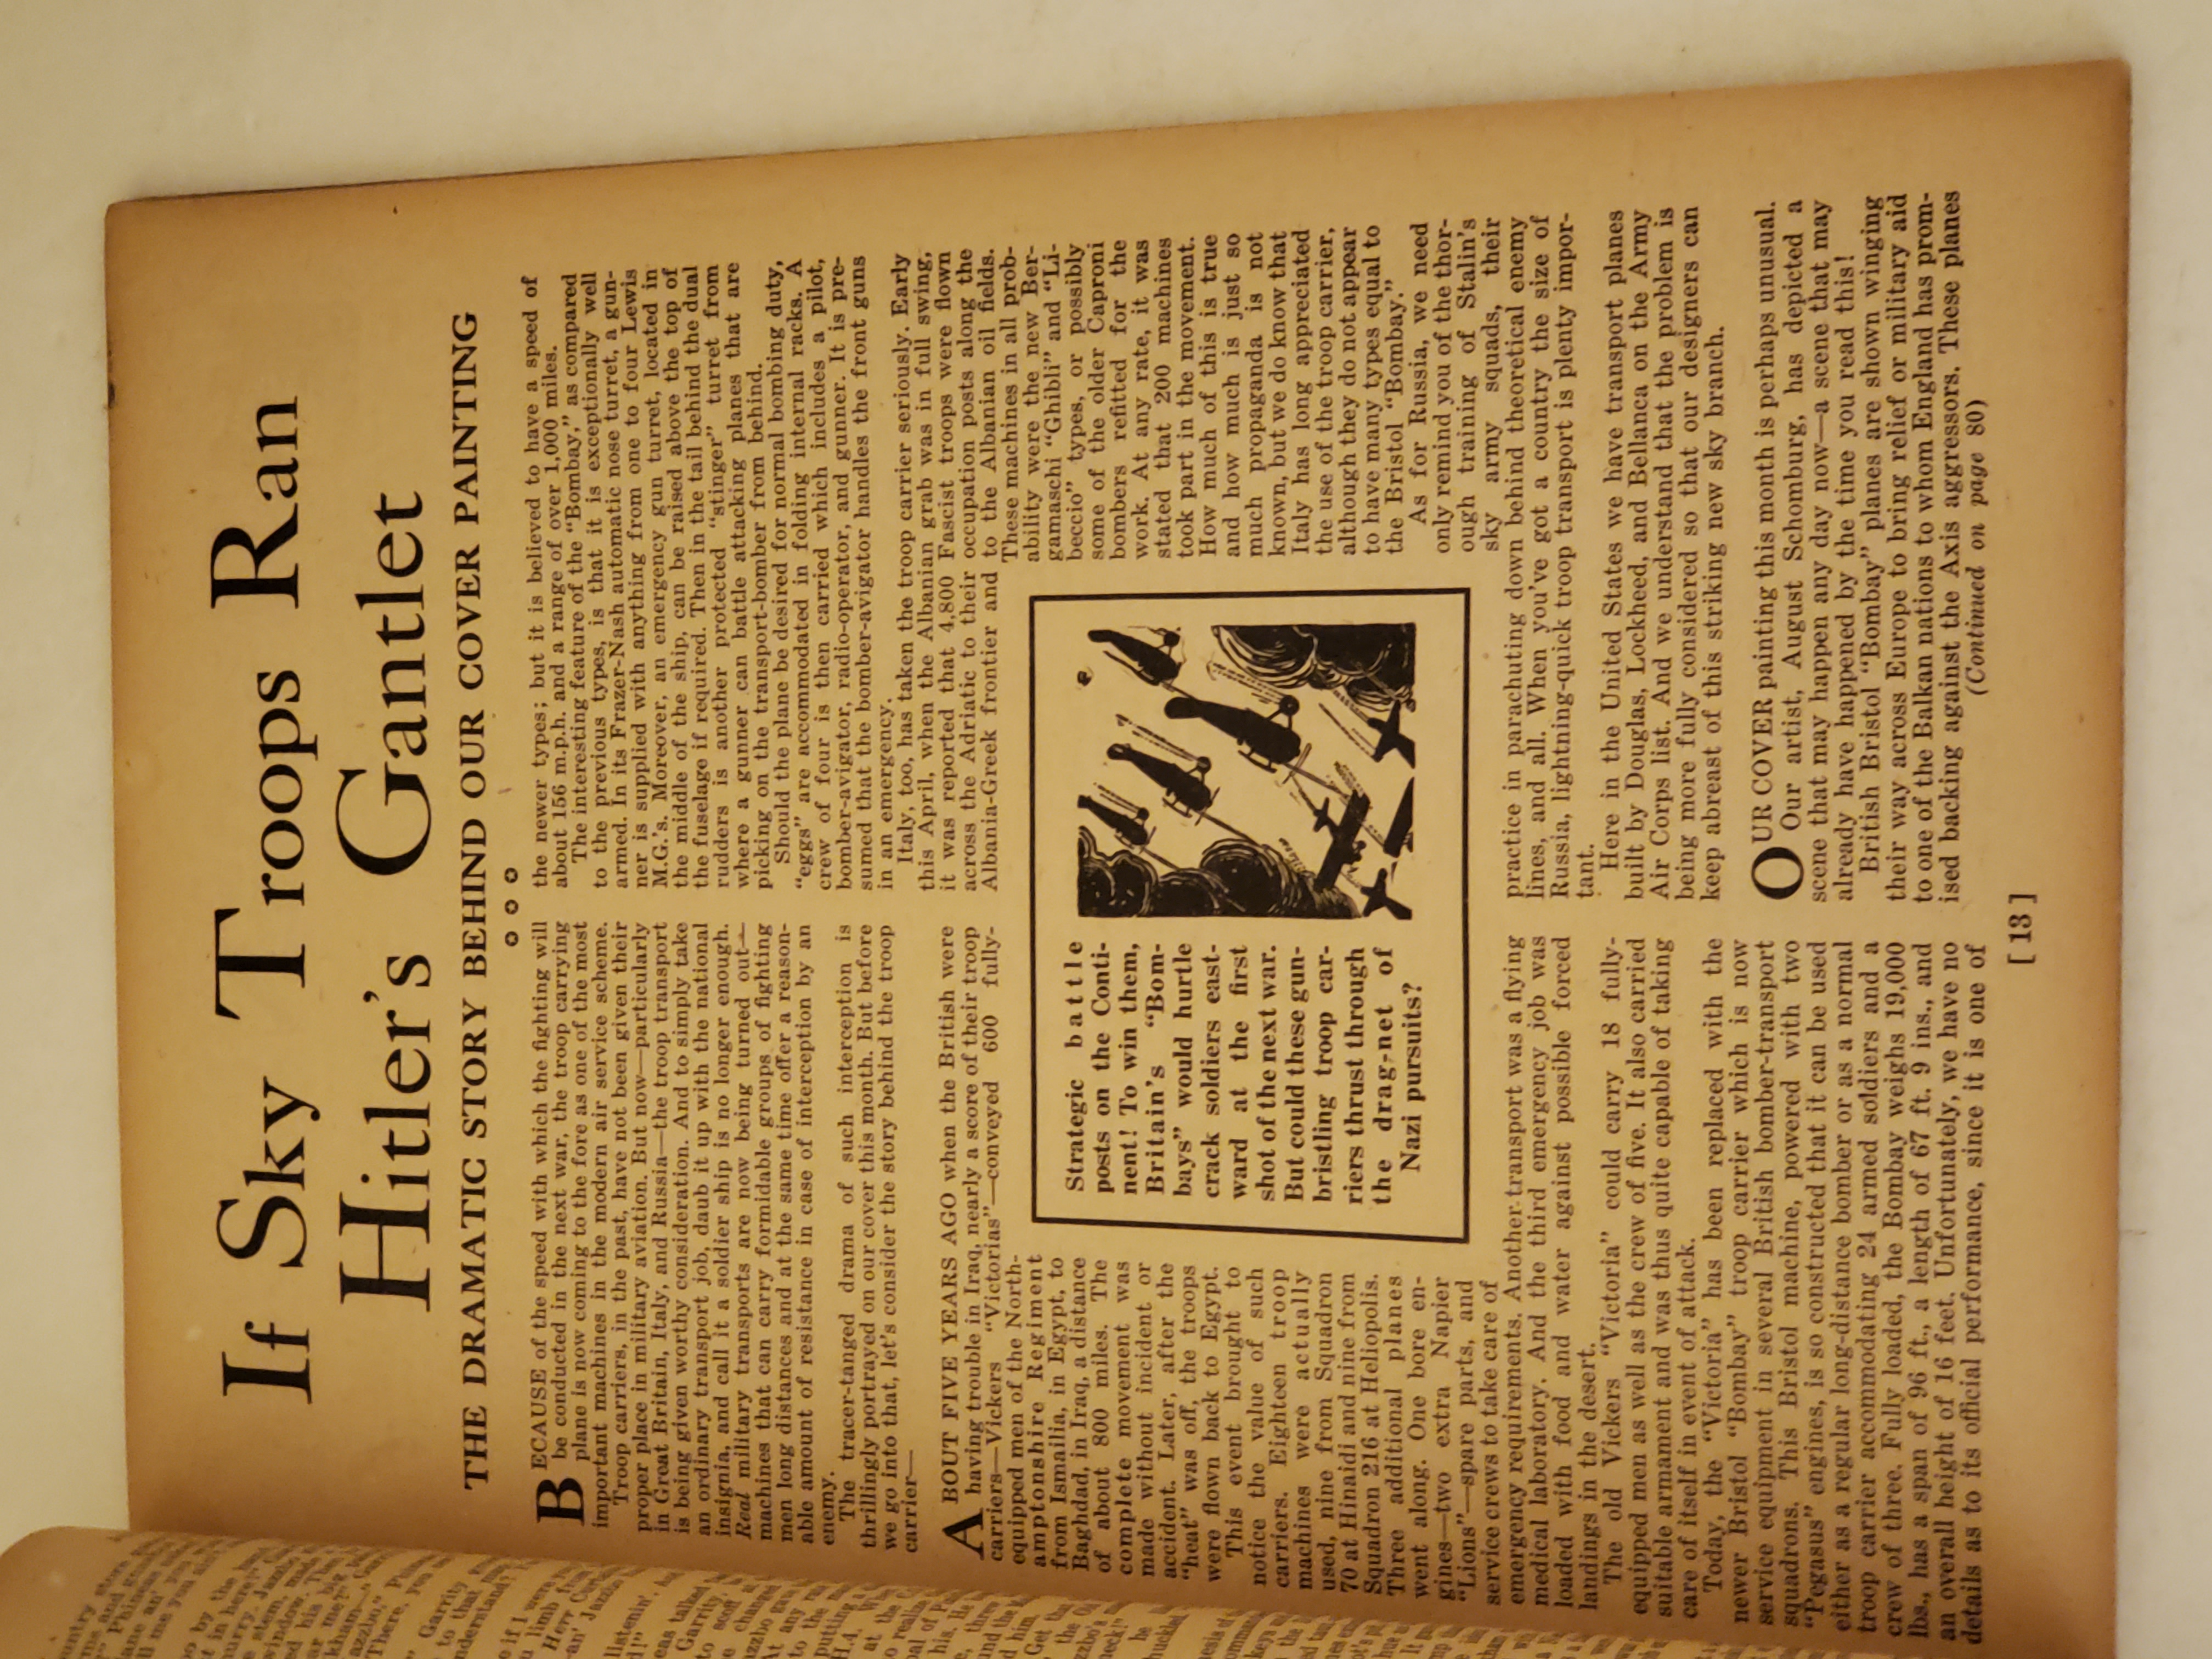 If Sky Troops Ran
Hitler's Gantlet
THE DRAMATIC STORY BEHIND OUR COVER PAINTING
BECAUSE of the speed with which the fighting will
be conducted in the next war, the troop carrying
plane is now coming to the fore as one of the most
important machines in the modern air service scheme.
Troop carriers, in the past, have not been given their
proper place in military aviation. But now—particularly
in Great Britain, Italy, and Russia—the troop transport
is being given worthy consideration. And to simply take
an ordinary transport job, daub it up with the national
insignia, and call it a soldier ship is no longer enough.
Real military transports are now being turned out—
machines that can carry formidable groups of fighting
men long distances and at the same time offer a reason-
able amount of resistance in case of interception by an
enemy.
The tracer-tanged drama of such interception is
thrillingly portrayed on our cover this month. But before
we go into that, let's consider the story behind the troop
carrier—
ABOUT FIVE YEARS AGO when the British were
having trouble in Iraq, nearly a score of their troop
carriers—Vickers "Victorias"—conveyed 600 fully-
equipped men of the North-
amptonshire Regiment
from Ismailia, in Egypt, to
Baghdad, in Iraq, a distance
of about 800 miles. The
complete movement was
made without incident or
accident. Later, after the
"heat" was off, the troops
were flown back to Egypt.
This event brought to
notice the value of such
carriers. Eighteen troop
machines were actually
used, nine from Squadron
70 at Hinaidi and nine from
Squadron 216 at Heliopolis.
Three additional planes
went along. One bore en-
gines—two extra Napier
"Lions"—spare parts, and
service crews to take care of
emergency requirements. Another transport was a flying
medical laboratory. And the third emergency job was
loaded with food and water against possible forced
landings in the desert.
The old Vickers "Victoria" could carry 18 fully-
equipped men as well as the crew of five. It also carried
suitable armament and was thus quite capable of taking
care of itself in event of attack.
Today, the "Victoria" has been replaced with the
newer Bristol "Bombay" troop carrier which is now
service equipment in several British bomber-transport
squadrons. This Bristol machine, powered with two
"Pegasus" engines, is so constructed that it can be used
either as a regular long-distance bomber or as a normal
troop carrier accommodating 24 armed soldiers and a
crew of three. Fully loaded, the Bombay weighs 19,000
lbs., has a span of 96 ft., a length of 67 ft. 9 ins., and
an overall height of 16 feet. Unfortunately, we have no
details as to its official performance, since it is one of
Strategic battle
posts on the Conti-
nent! To win them,
Britain's "Bom-
bays" would hurtle
crack soldiers east-
ward at the first
shot of the next war.
But could these gun-
bristling troop car-
riers thrust through
the drag-net of
Nazi pursuits?
the newer types; but it is believed to have a speed of
about 156 m.p.h. and a range of over 1,000 miles.
The interesting feature of the "Bombay," as compared
to the previous types, is that it is exceptionally well
armed. In its Frazer-Nash automatic nose turret, a gun-
ner is supplied with anything from one to four Lewis
M.G.'s. Moreover, an emergency gun turret, located in
the middle of the ship, can be raised above the top of
the fuselage if required. Then in the tail behind the dual
rudders is another protected "stinger" turret from
where a gunner can battle attacking planes that are
picking on the transport-bomber from behind.
Should the plane be desired for normal bombing duty,
"eggs" are accommodated in folding internal racks. A
crew of four is then carried which includes a pilot,
bomber-avigator, radio-operator, and gunner. It is pre-
sumed that the bomber-avigator handles the front guns
in an emergency.
Italy, too, has taken the troop carrier seriously. Early
this April, when the Albanian grab was in full swing,
it was reported that 4,800 Fascist troops were flown
across the Adriatic to their occupation posts along the
Albania-Greek frontier and to the Albanian oil fields.
These machines in all prob-
ability were the new Ber-
gamaschi "Ghibli" and "Li-
beccio" types, or possibly
some of the older Caproni
bombers refitted for the
work. At any rate, it was
stated that 200 machines
took part in the movement.
How much of this is true
and how much is just so
much propaganda is not
known, but we do know that
Italy has long appreciated
the use of the troop carrier,
although they do not appear
to have many types equal to
the Bristol "Bombay."
As for Russia, we need
only remind you of the thor-
ough training of Stalin's
sky army squads, their
practice in parachuting down behind theoretical enemy
lines, and all. When you've got a country the size of
Russia, lightning-quick troop transport is plenty impor-
tant.
Here in the United States we have transport planes
built by Douglas, Lockheed, and Bellanca on the Army
Air Corps list. And we understand that the problem is
being more fully considered so that our designers can
keep abreast of this striking new sky branch.
OUR COVER painting this month is perhaps unusual.
Our artist, August Schomburg, has depicted a
scene that may happen any day now—a scene that may
already have happened by the time you read this!
British Bristol "Bombay" planes are shown winging
their way across Europe to bring relief or military aid
to one of the Balkan nations to whom England has prom-
ised backing against the Axis aggressors. These planes
(Continued on page 80)
[ 13 ]